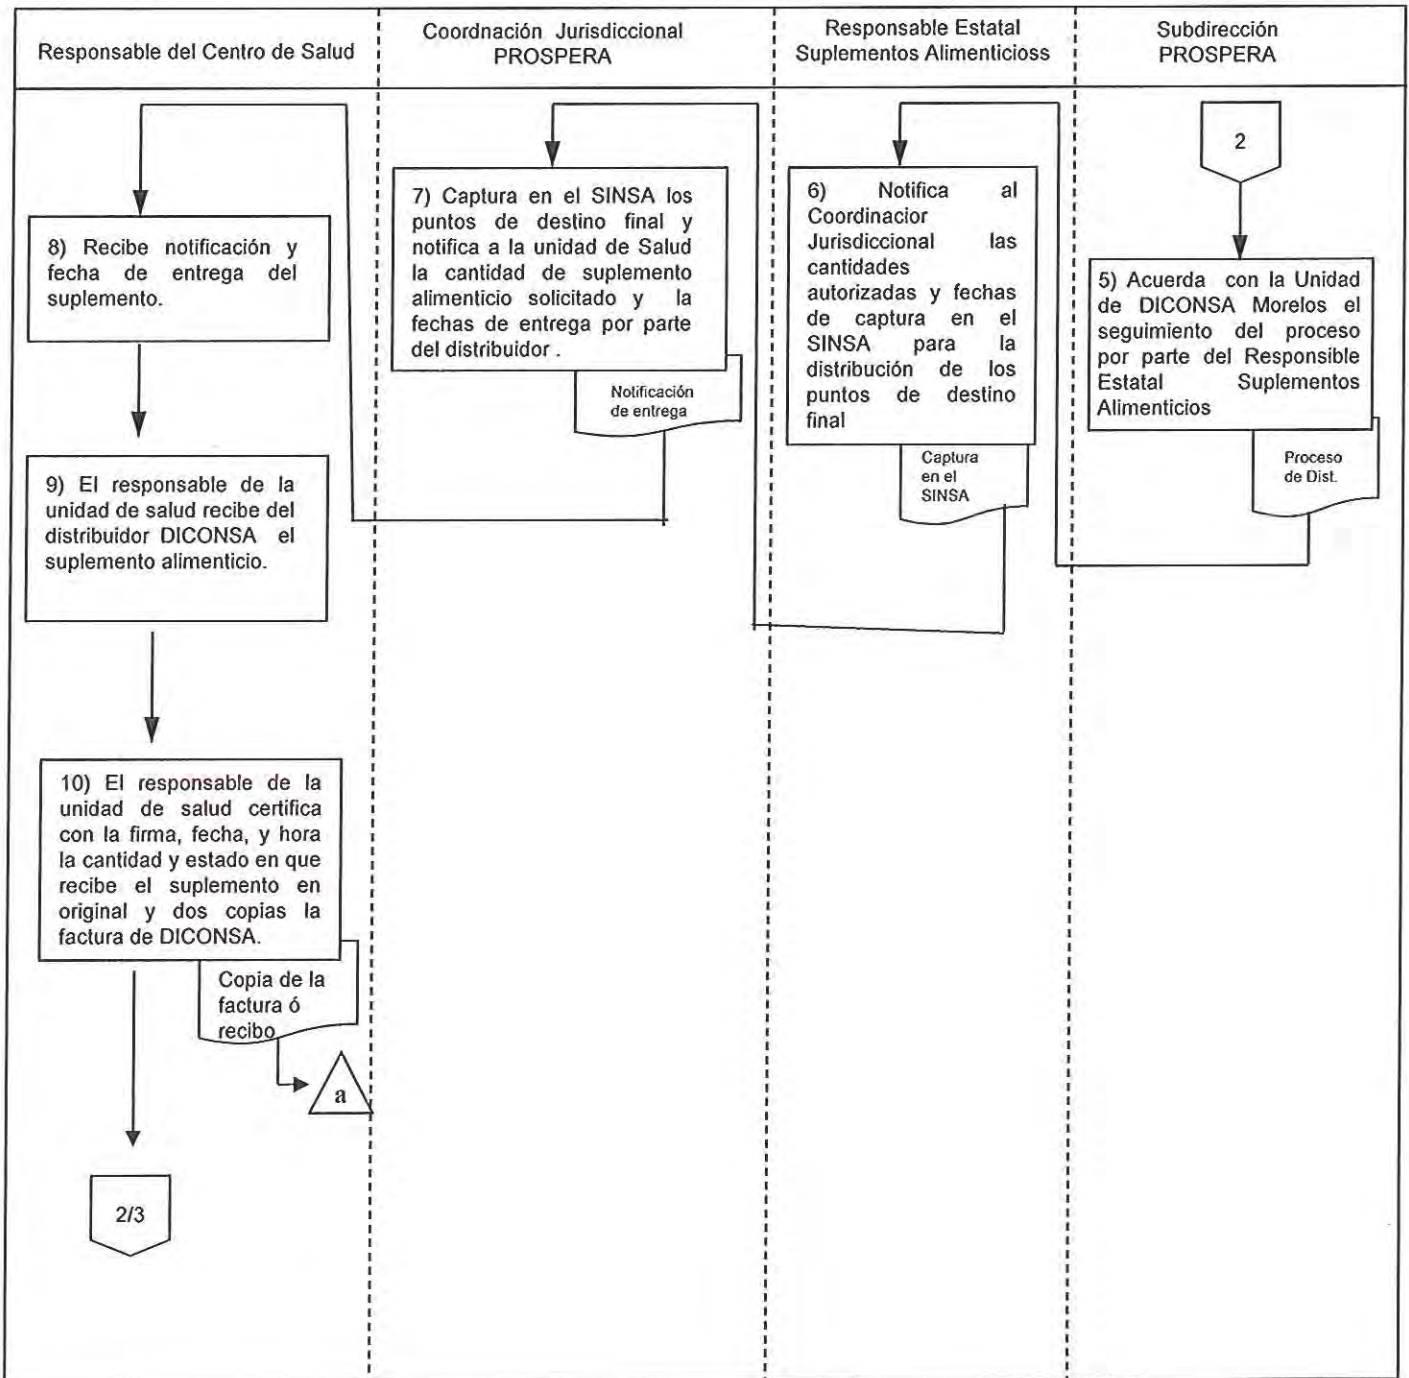 Responsable del Centro de Salud
Coordnación Jurisdiccional
PROSPERA
Responsable Estatal
Suplementos Alimenticioss
Subdirección
PROSPERA
8) Recibe notificación y
fecha de entrega del
suplemento.
9) El responsable de la
unidad de salud recibe del
distribuidor DICONSA el
suplemento alimenticio.
10) El responsable de la
unidad de salud certifica
con la firma, fecha, y hora
la cantidad y estado en que
recibe el suplemento en
original y dos copias la
factura de DICONSA.
Copia de la
factura ó
recibo
a
2/3
7) Captura en el SINSA los
puntos de destino final y
notifica a la unidad de Salud
la cantidad de suplemento
alimenticio solicitado y la
fechas de entrega por parte
del distribuidor .
Notificación
de entrega
6) Notifica al
Coordinacior
Jurisdiccional las
cantidades
autorizadas y fechas
de captura en el
SINSA para la
distribución de los
puntos de destino
final
Captura
en el
SINSA
2
5) Acuerda con la Unidad
de DICONSA Morelos el
seguimiento del proceso
por parte del Responsible
Estatal Suplementos
Alimenticios
Proceso
de Dist.